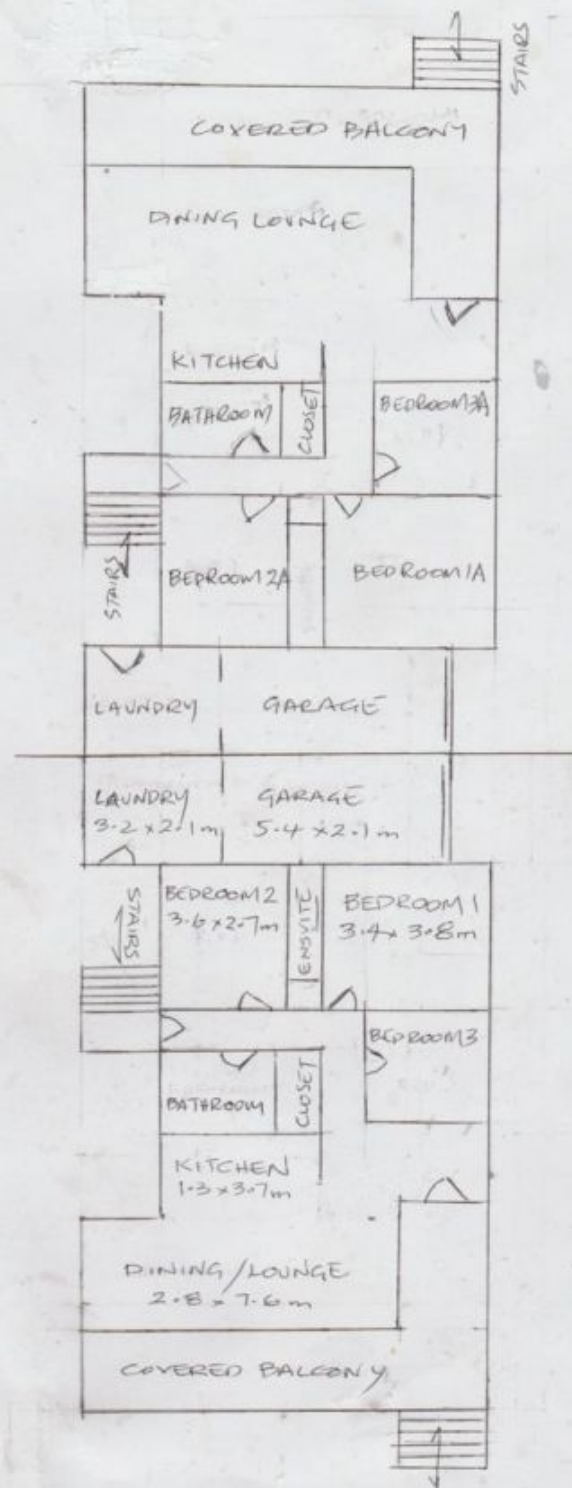 STAIRS
COVERED BALCONY
DINING LOUNGE
KITCHEN
BATHROOM
CLOSET
BEDROOM3A
STAIRS
BEDROOM2A
BEDROOM1A
LAUNDRY
GARAGE
LAUNDRY
3.2 x 2.1m
GARAGE
5.4 x 2.1m
STAIRS
BEDROOM2
3.6 x 2.7m
ENSUITE
BEDROOM1
3.4 x 3.8m
BEDROOM3
BATHROOM
CLOSET
KITCHEN
1.3 x 3.7m
DINING/LOUNGE
2.8 x 7.6m
COVERED BALCONY